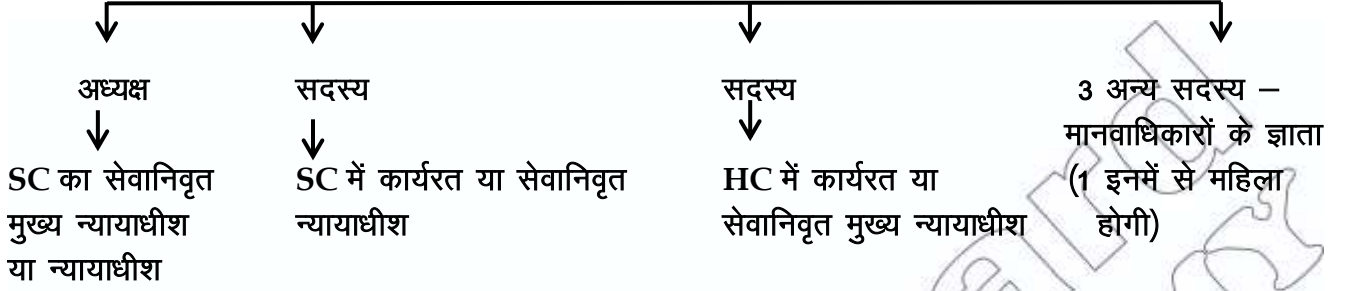 अध्यक्ष
SC का सेवानिवृत
मुख्य न्यायाधीश
या न्यायाधीश
सदस्य
SC में कार्यरत या सेवानिवृत
न्यायाधीश
सदस्य
HC में कार्यरत या
सेवानिवृत मुख्य न्यायाधीश
3 अन्य सदस्य –
मानवाधिकारों के ज्ञाता
(1 इनमें से महिला
होगी)